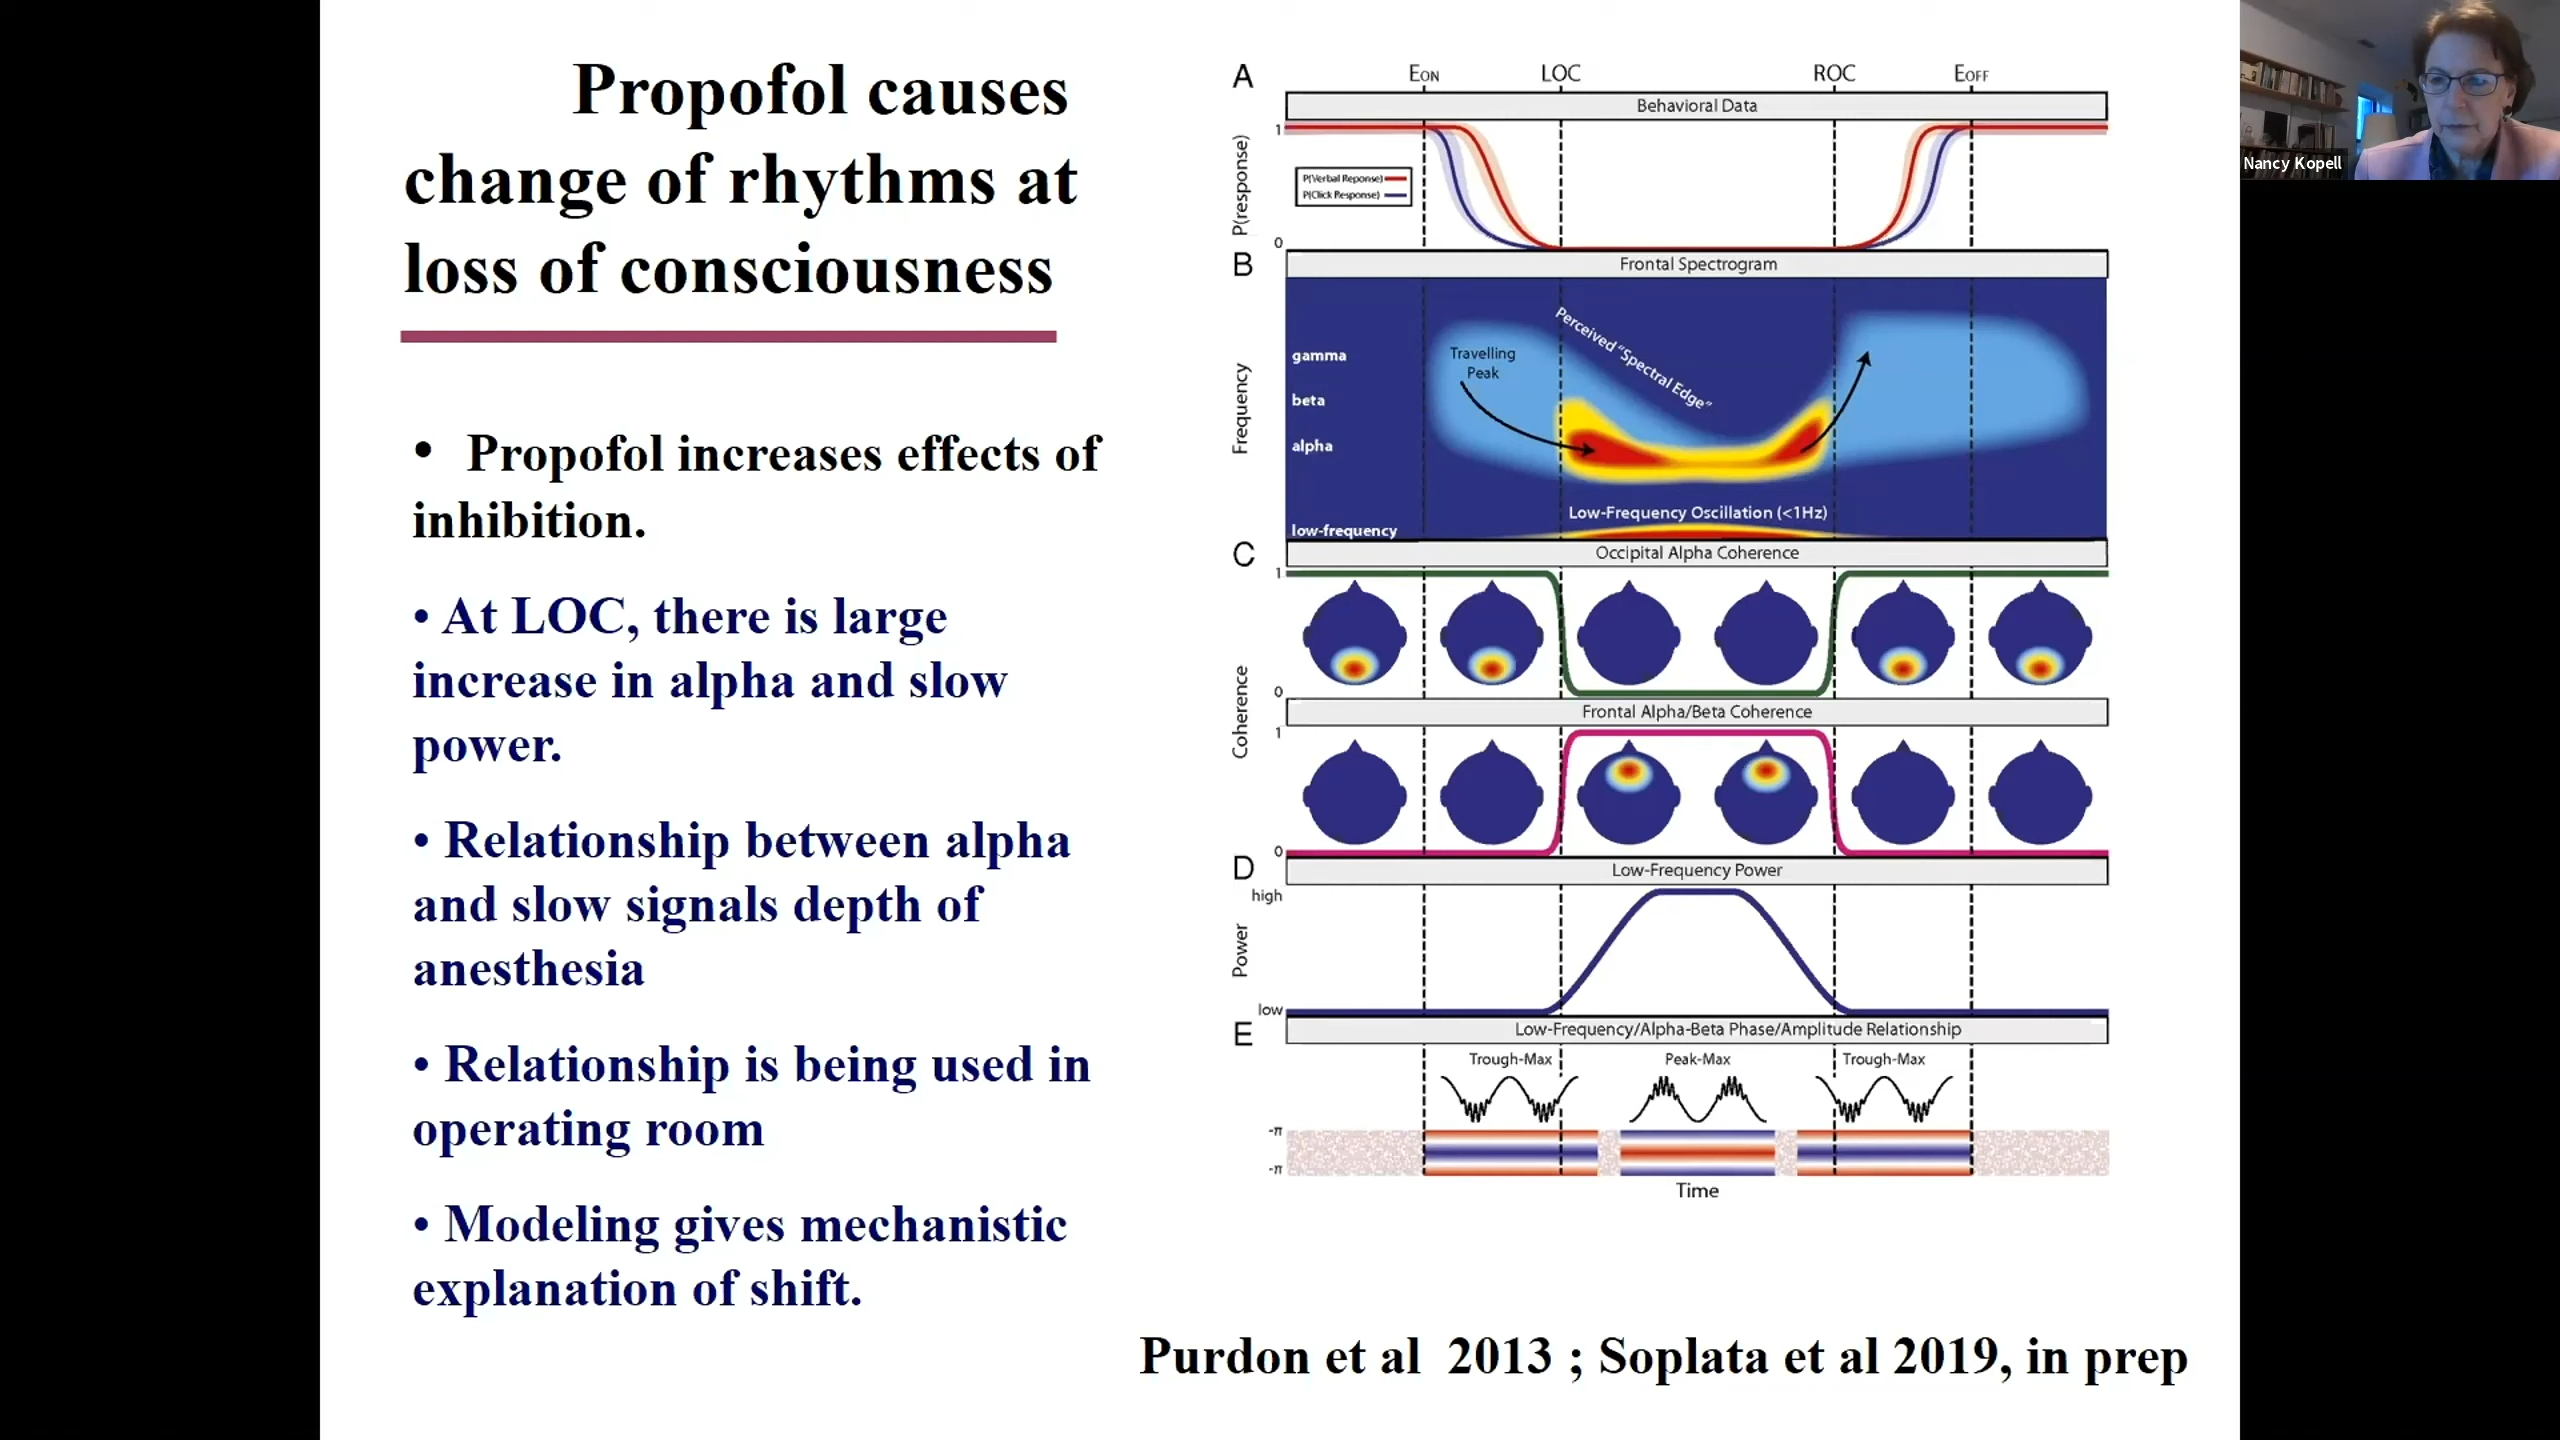 Propofol causes
change of rhythms at
loss of consciousness
• Propofol increases effects of
inhibition.
• At LOC, there is large
increase in alpha and slow
power.
• Relationship between alpha
and slow signals depth of
anesthesia
• Relationship is being used in
operating room
• Modeling gives mechanistic
explanation of shift.
A
EON LOC ROC EOFF
Behavioral Data
P(response)
1
0
P(Verbal Reponse)
P(Click Response)
B
Frontal Spectrogram
Frequency
gamma
beta
alpha
low-frequency
Travelling
Peak
Perceived "Spectral Edge"
Low-Frequency Oscillation (<1Hz)
C
Occipital Alpha Coherence
Coherence
1
0
Frontal Alpha/Beta Coherence
1
0
D
Low-Frequency Power
Power
high
low
E
Low-Frequency/Alpha-Beta Phase/Amplitude Relationship
Trough-Max Peak-Max Trough-Max
-π
-π
Time
Purdon et al 2013 ; Soplata et al 2019, in prep
Nancy Kopell